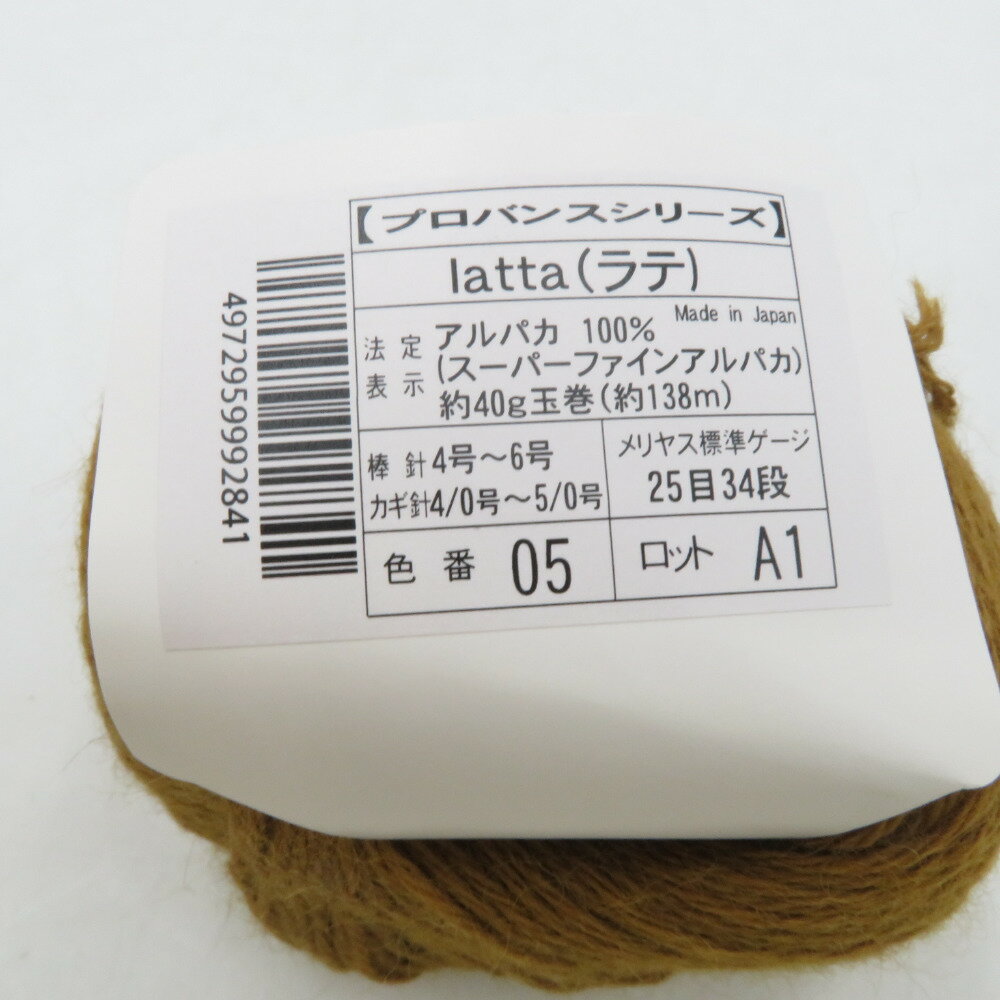 【プロバンスシリーズ】
latta(ラテ)
法定表示
アルパカ 100% Made in Japan
(スーパーファインアルパカ)
約40g玉巻(約138m)
棒針4号～6号
カギ針4/0号～5/0号
メリヤス標準ゲージ
25目34段
色番 05
ロット A1
4972959992841